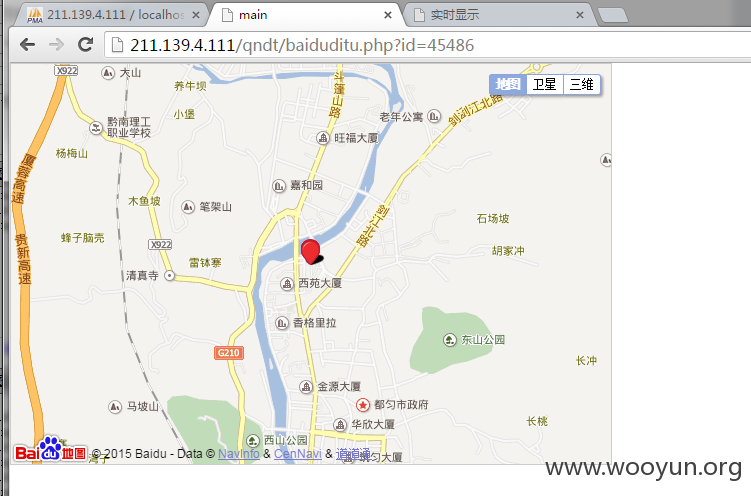 211.139.4.111 / localhos
main
实时显示
211.139.4.111/qndt/baiduditu.php?id=45486
X922
大山
养牛坡
斗篷山路
地图 卫星 三维
剑江北路
老年公寓
小堡
黔南理工
职业学校
旺福大厦
杨梅山
厦蓉高速
嘉和园
木鱼坡
笔架山
剑江北路
石场坡
蜂子脑壳
X922
贵新高速
胡家冲
雷钵寨
清真寺
西苑大厦
香格里拉
东山公园
G210
长冲
金源大厦
马坡山
都匀市政府
长桃
华欣大厦
西山公园
Bai du 地图
© 2015 Baidu - Data © NavInfo & CenNavi & 道道通
www.wooyun.org